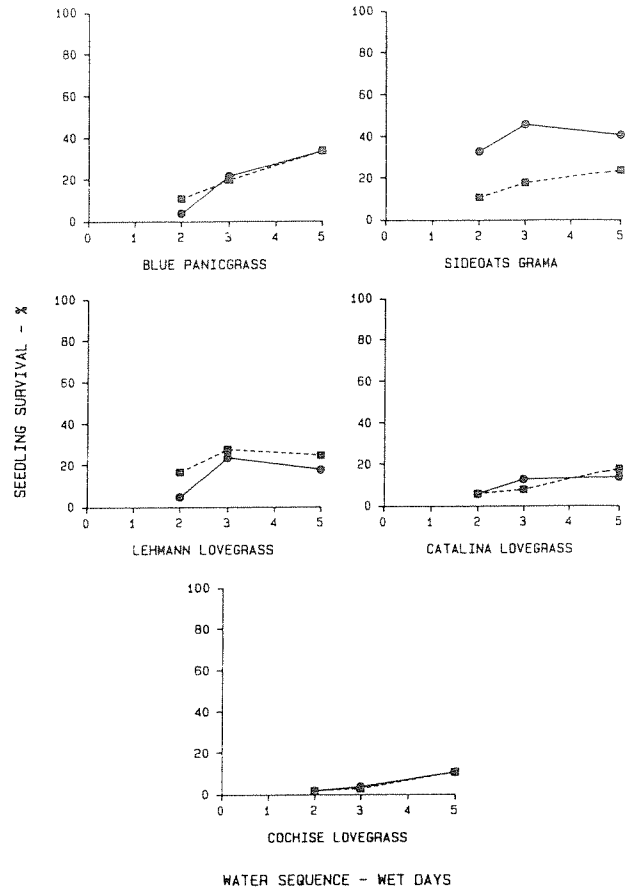 100
80
60
40
20
0
0 1 2 3 4 5
BLUE PANICGRASS
100
80
60
40
20
0
0 1 2 3 4 5
SIDEOATS GRAMA
SEEDLING SURVIVAL - %
100
80
60
40
20
0
0 1 2 3 4 5
LEHMANN LOVEGRASS
100
80
60
40
20
0
0 1 2 3 4 5
CATALINA LOVEGRASS
100
80
60
40
20
0
0 1 2 3 4 5
COCHISE LOVEGRASS
WATER SEQUENCE - WET DAYS